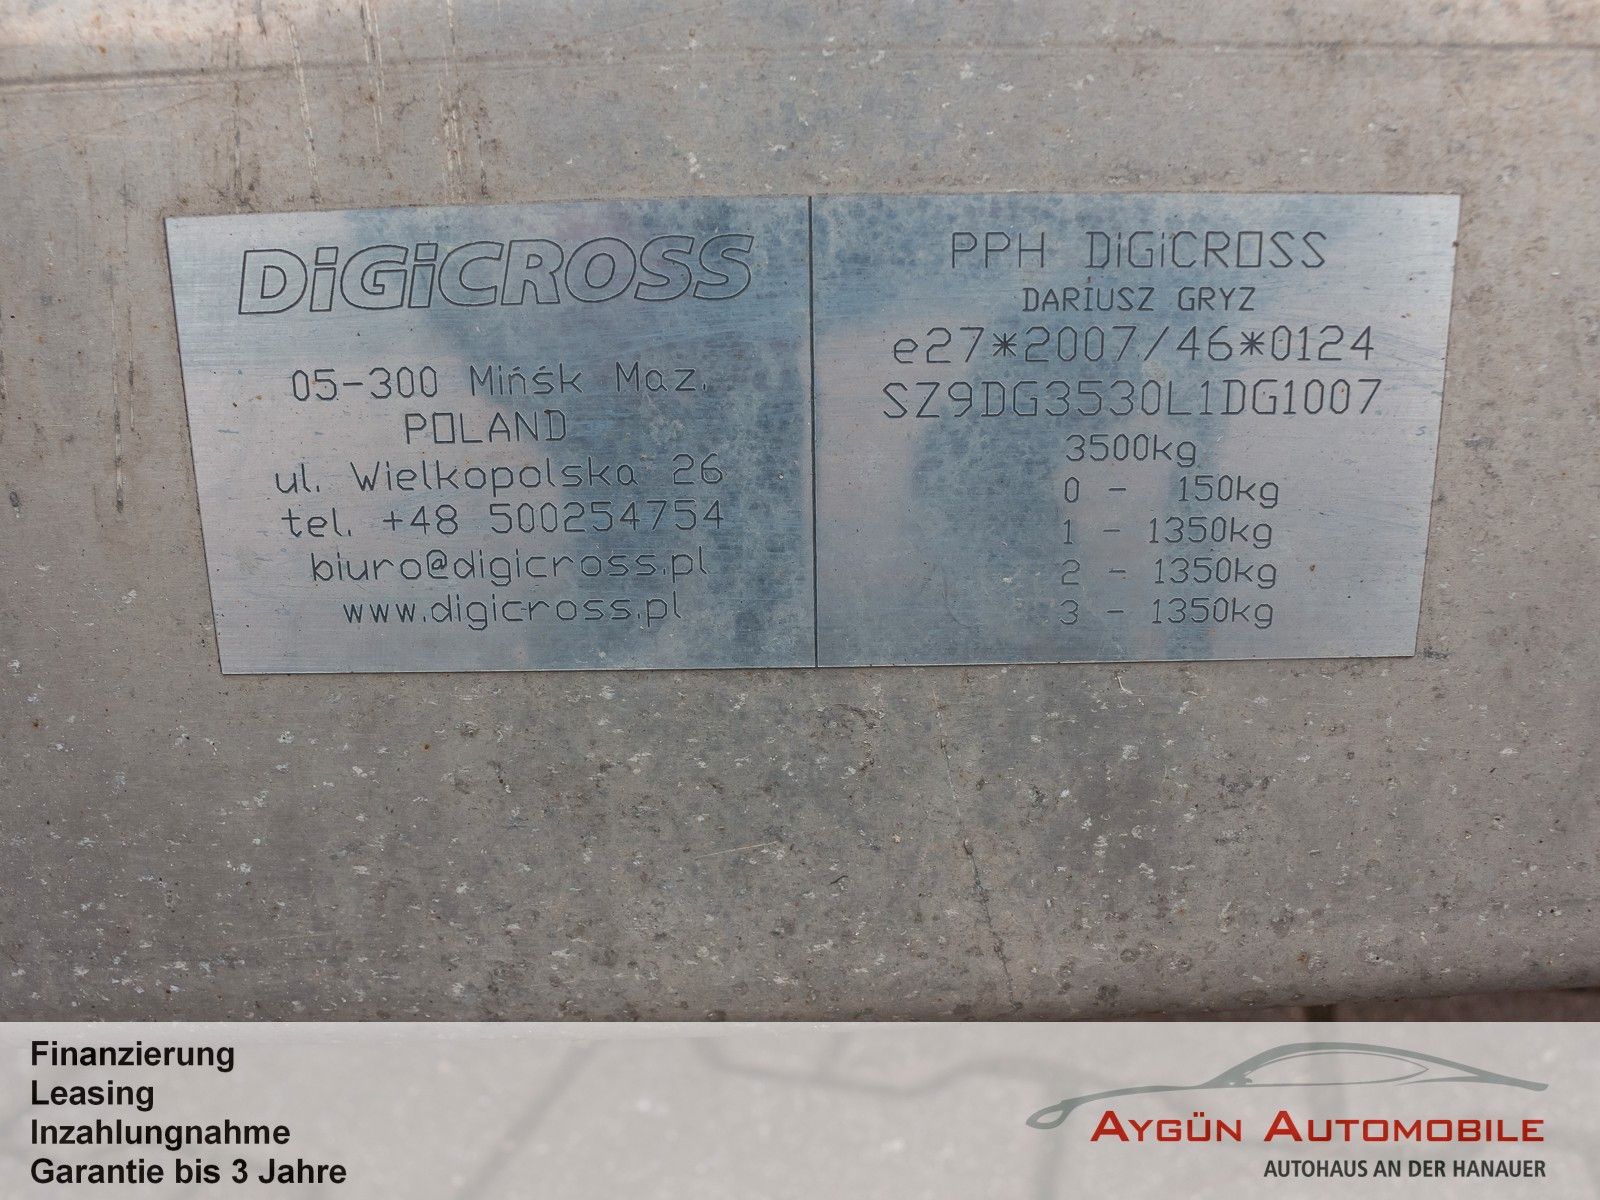 DiGiCROSS
05-300 Mińsk Maz.
POLAND
ul. Wielkopolska 26
tel. +48 500254754
biuro@digicross.pl
www.digicross.pl
PPH DiGiCROSS
DARIUSZ GRYZ
e27*2007/46*0124
SZ9DG3530L1DG1007
3500kg
0 - 150kg
1 - 1350kg
2 - 1350kg
3 - 1350kg
Finanzierung
Leasing
Inzahlungnahme
Garantie bis 3 Jahre
AYGÜN AUTOMOBILE
AUTOHAUS AN DER HANAUER